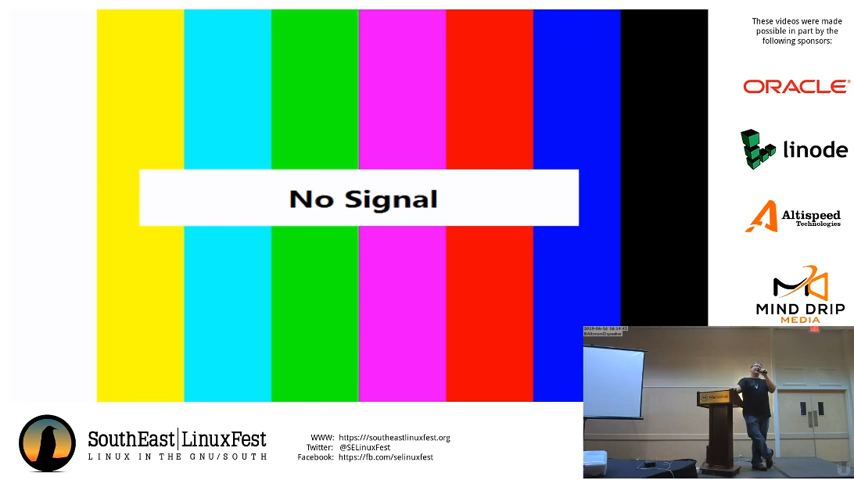 These videos were made
possible in part by the
following sponsors:
ORACLE®
linode
Altispeed
Technologies
MIND DRIP
MEDIA
No Signal
SouthEast|LinuxFest
LINUX IN THE GNU/SOUTH
WWW: https://southeastlinuxfest.org
Twitter: @SELinuxFest
Facebook: https://fb.com/selinuxfest